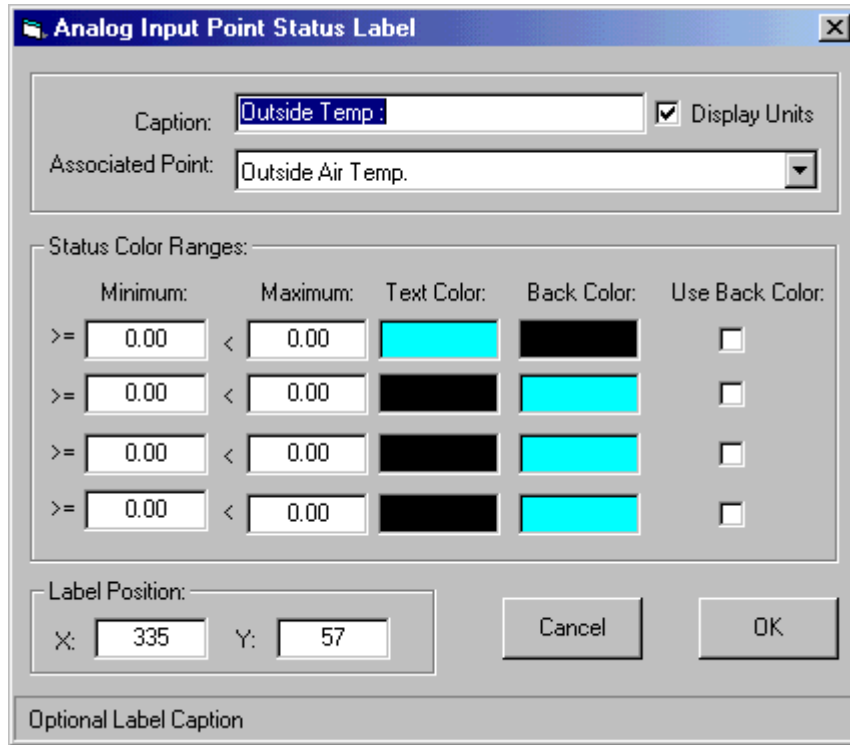 Analog Input Point Status Label
Caption: Outside Temp : Display Units
Associated Point: Outside Air Temp.
Status Color Ranges:
Minimum: Maximum: Text Color: Back Color: Use Back Color:
>= 0.00 < 0.00
>= 0.00 < 0.00
>= 0.00 < 0.00
>= 0.00 < 0.00
Label Position:
X: 335 Y: 57 Cancel OK
Optional Label Caption